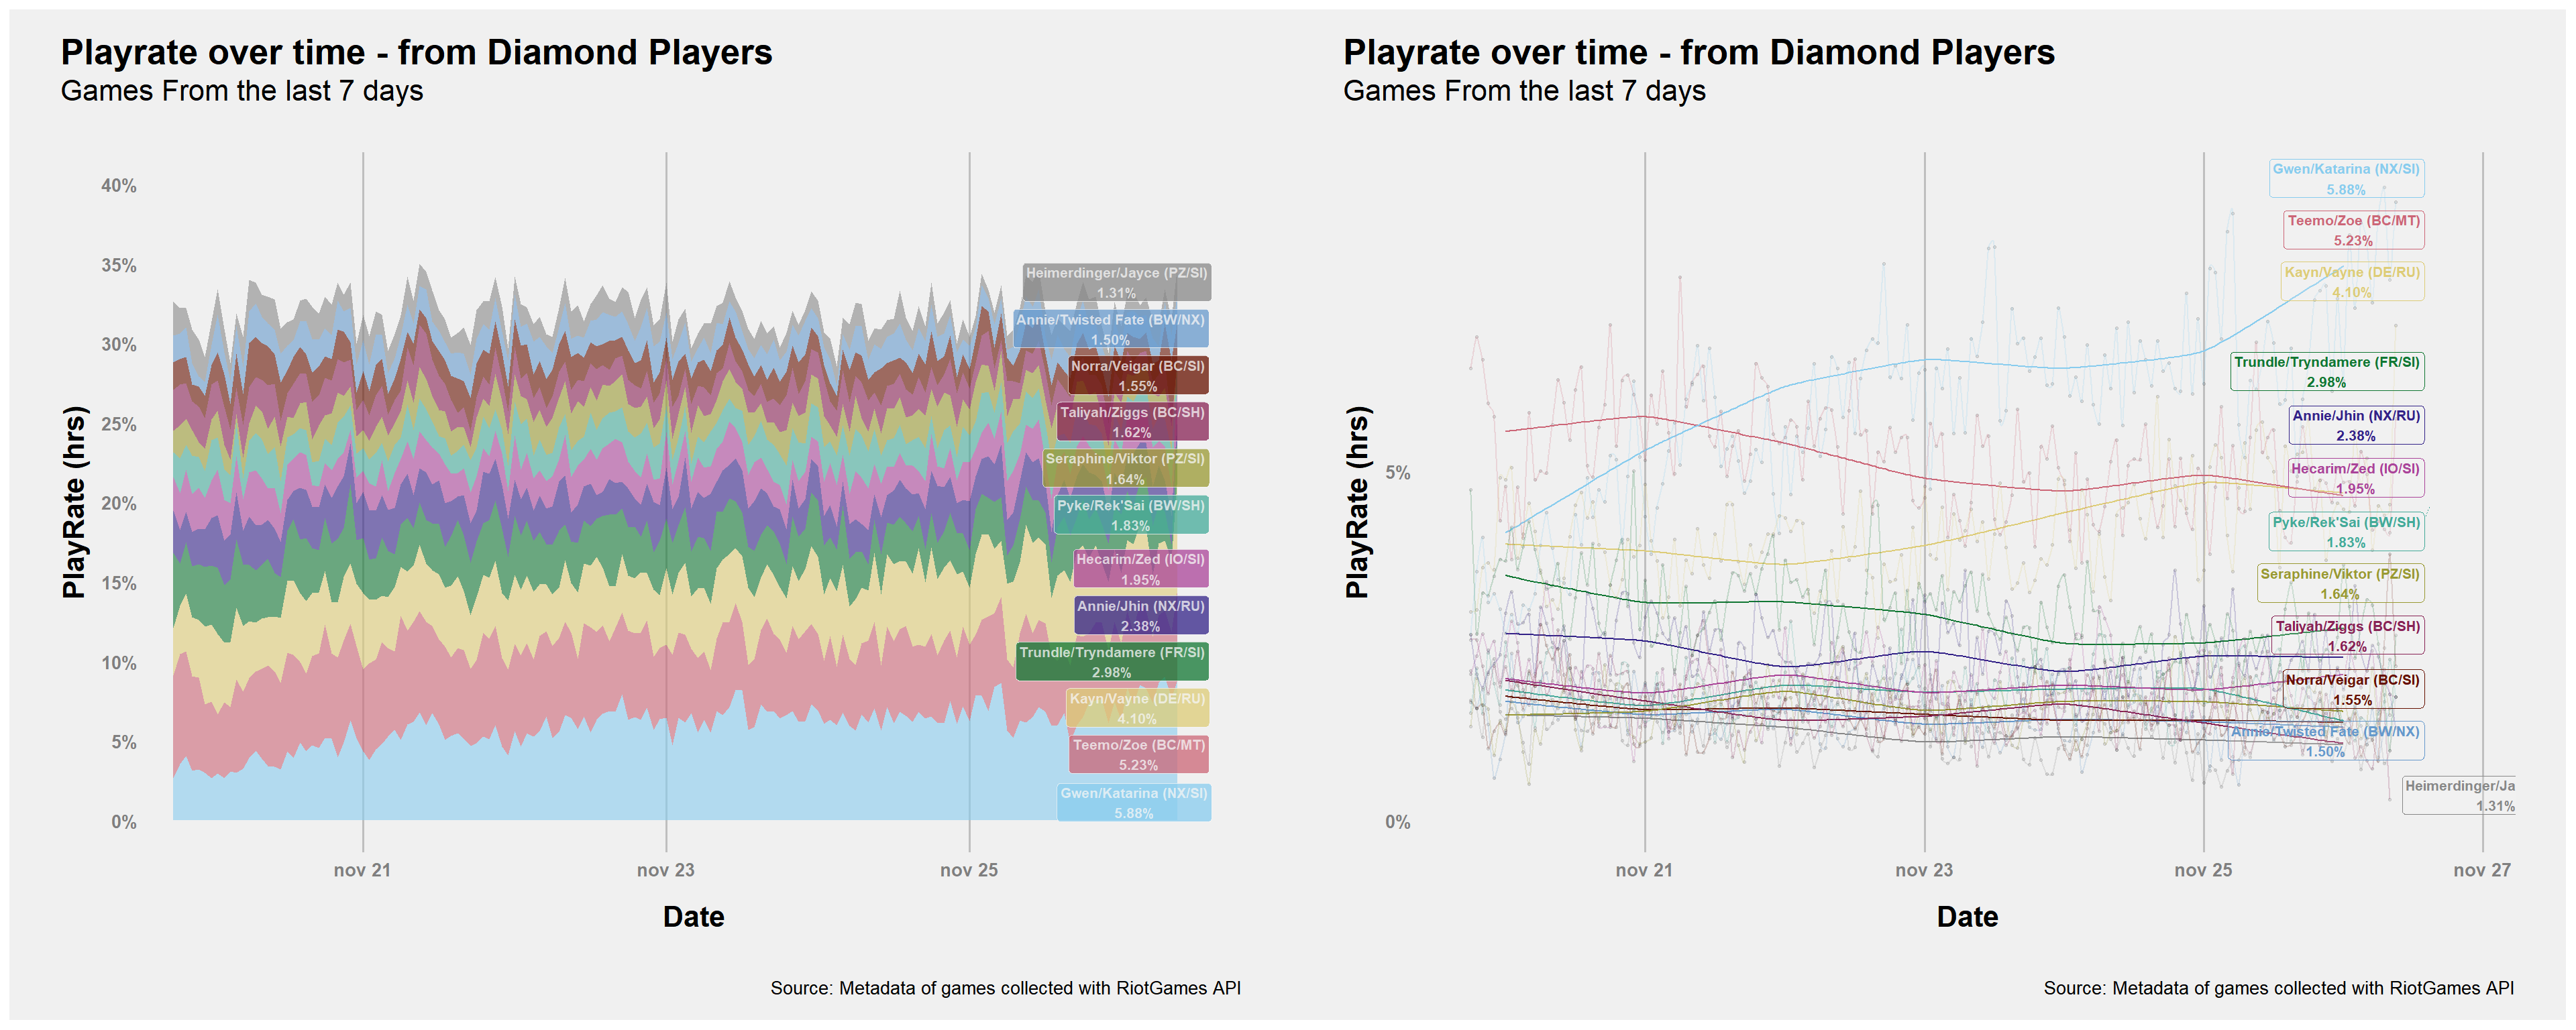 Playrate over time - from Diamond Players
Games From the last 7 days
PlayRate (hrs)
40%
35%
30%
25%
20%
15%
10%
5%
0%
Heimerdinger/Jayce (PZ/SI)
1.31%
Annie/Twisted Fate (BW/NX)
1.50%
Norra/Veigar (BC/SI)
1.55%
Taliyah/Ziggs (BC/SH)
1.62%
Seraphine/Viktor (PZ/SI)
1.64%
Pyke/Rek'Sai (BW/SH)
1.83%
Hecarim/Zed (IO/SI)
1.95%
Annie/Jhin (NX/RU)
2.38%
Trundle/Tryndamere (FR/SI)
2.98%
Kayn/Vayne (DE/RU)
4.10%
Teemo/Zoe (BC/MT)
5.23%
Gwen/Katarina (NX/SI)
5.88%
nov 21
nov 23
nov 25
Date
Source: Metadata of games collected with RiotGames API
Playrate over time - from Diamond Players
Games From the last 7 days
PlayRate (hrs)
5%
0%
Gwen/Katarina (NX/SI)
5.88%
Teemo/Zoe (BC/MT)
5.23%
Kayn/Vayne (DE/RU)
4.10%
Trundle/Tryndamere (FR/SI)
2.98%
Annie/Jhin (NX/RU)
2.38%
Hecarim/Zed (IO/SI)
1.95%
Pyke/Rek'Sai (BW/SH)
1.83%
Seraphine/Viktor (PZ/SI)
1.64%
Taliyah/Ziggs (BC/SH)
1.62%
Norra/Veigar (BC/SI)
1.55%
Annie/Twisted Fate (BW/NX)
1.50%
Heimerdinger/Ja
1.31%
nov 21
nov 23
nov 25
nov 27
Date
Source: Metadata of games collected with RiotGames API